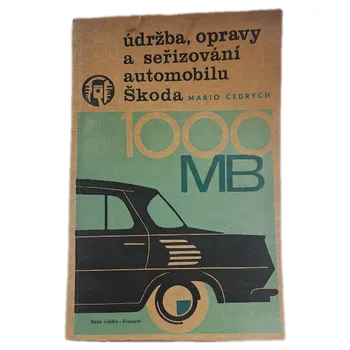 údržba, opravy
a seřizování
automobilu
Škoda MARIO CEDRYCH
1000
MB